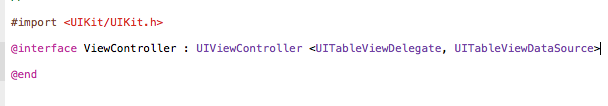 #import <UIKit/UIKit.h>
@interface ViewController : UIViewController <UITableViewDelegate, UITableViewDataSource>
@end